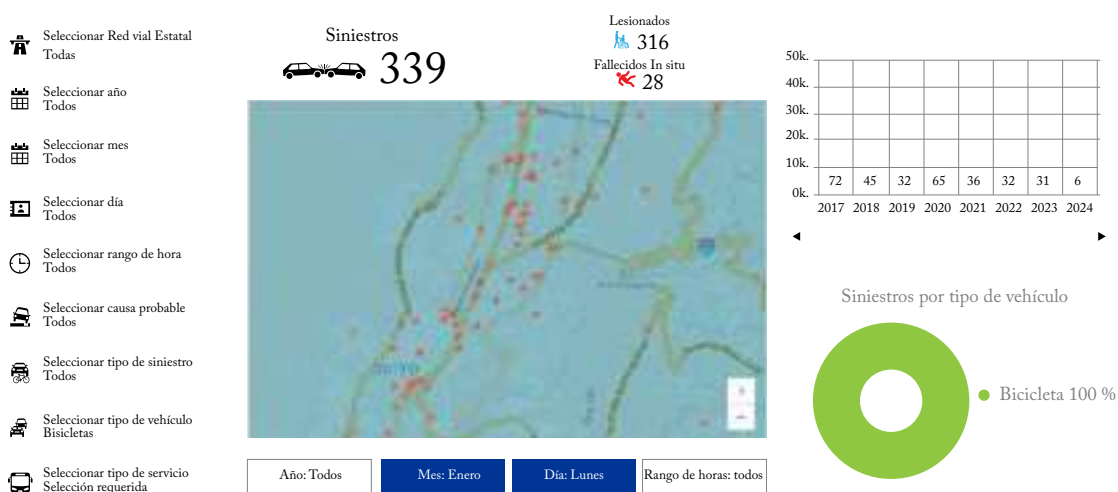 Seleccionar Red vial Estatal
Todas
Seleccionar año
Todos
Seleccionar mes
Todos
Seleccionar día
Todos
Seleccionar rango de hora
Todos
Seleccionar causa probable
Todos
Seleccionar tipo de siniestro
Todos
Seleccionar tipo de vehículo
Bisicletas
Seleccionar tipo de servicio
Selección requerida
Siniestros
339
Lesionados
316
Fallecidos In situ
28
+
−
Año: Todos
Mes: Enero
Día: Lunes
Rango de horas: todos
50k.
40k.
30k.
20k.
10k.
0k.
72 45 32 65 36 32 31 6
2017 2018 2019 2020 2021 2022 2023 2024
Siniestros por tipo de vehículo
Bicicleta 100 %